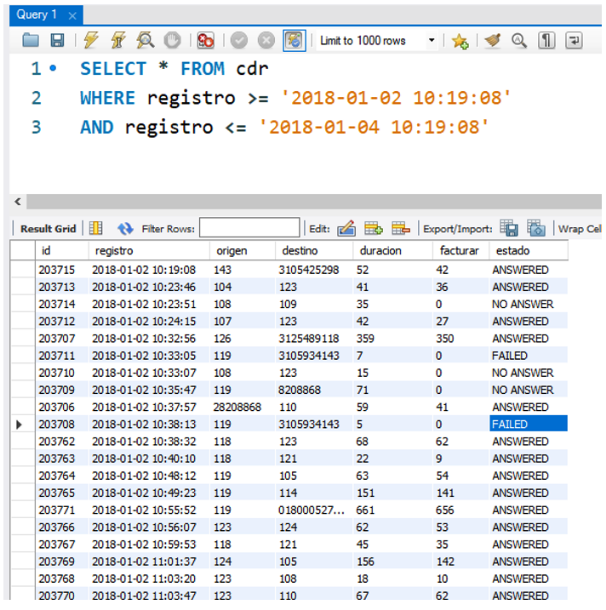 Query 1
Limit to 1000 rows
1 SELECT * FROM cdr
2 WHERE registro >= '2018-01-02 10:19:08'
3 AND registro <= '2018-01-04 10:19:08'
Result Grid Filter Rows: Edit: Export/Import: Wrap Cel
id registro origen destino duracion facturar estado
203715 2018-01-02 10:19:08 143 3105425298 52 42 ANSWERED
203713 2018-01-02 10:23:46 104 123 41 36 ANSWERED
203714 2018-01-02 10:23:51 108 109 35 0 NO ANSWER
203712 2018-01-02 10:24:15 107 123 42 27 ANSWERED
203707 2018-01-02 10:32:56 126 3125489118 359 350 ANSWERED
203711 2018-01-02 10:33:05 119 3105934143 7 0 FAILED
203710 2018-01-02 10:33:07 108 123 15 0 NO ANSWER
203709 2018-01-02 10:35:47 119 8208868 71 0 NO ANSWER
203706 2018-01-02 10:37:57 28208868 110 59 41 ANSWERED
203708 2018-01-02 10:38:13 119 3105934143 5 0 FAILED
203762 2018-01-02 10:38:32 118 123 68 62 ANSWERED
203763 2018-01-02 10:40:10 118 121 22 9 ANSWERED
203764 2018-01-02 10:48:12 119 105 63 54 ANSWERED
203765 2018-01-02 10:49:23 119 114 151 141 ANSWERED
203771 2018-01-02 10:55:52 119 018000527... 661 656 ANSWERED
203766 2018-01-02 10:56:07 123 124 62 53 ANSWERED
203767 2018-01-02 10:59:53 118 121 45 35 ANSWERED
203769 2018-01-02 11:01:37 124 105 156 142 ANSWERED
203768 2018-01-02 11:03:20 123 108 18 10 ANSWERED
203770 2018-01-02 11:03:47 123 110 67 62 ANSWERED